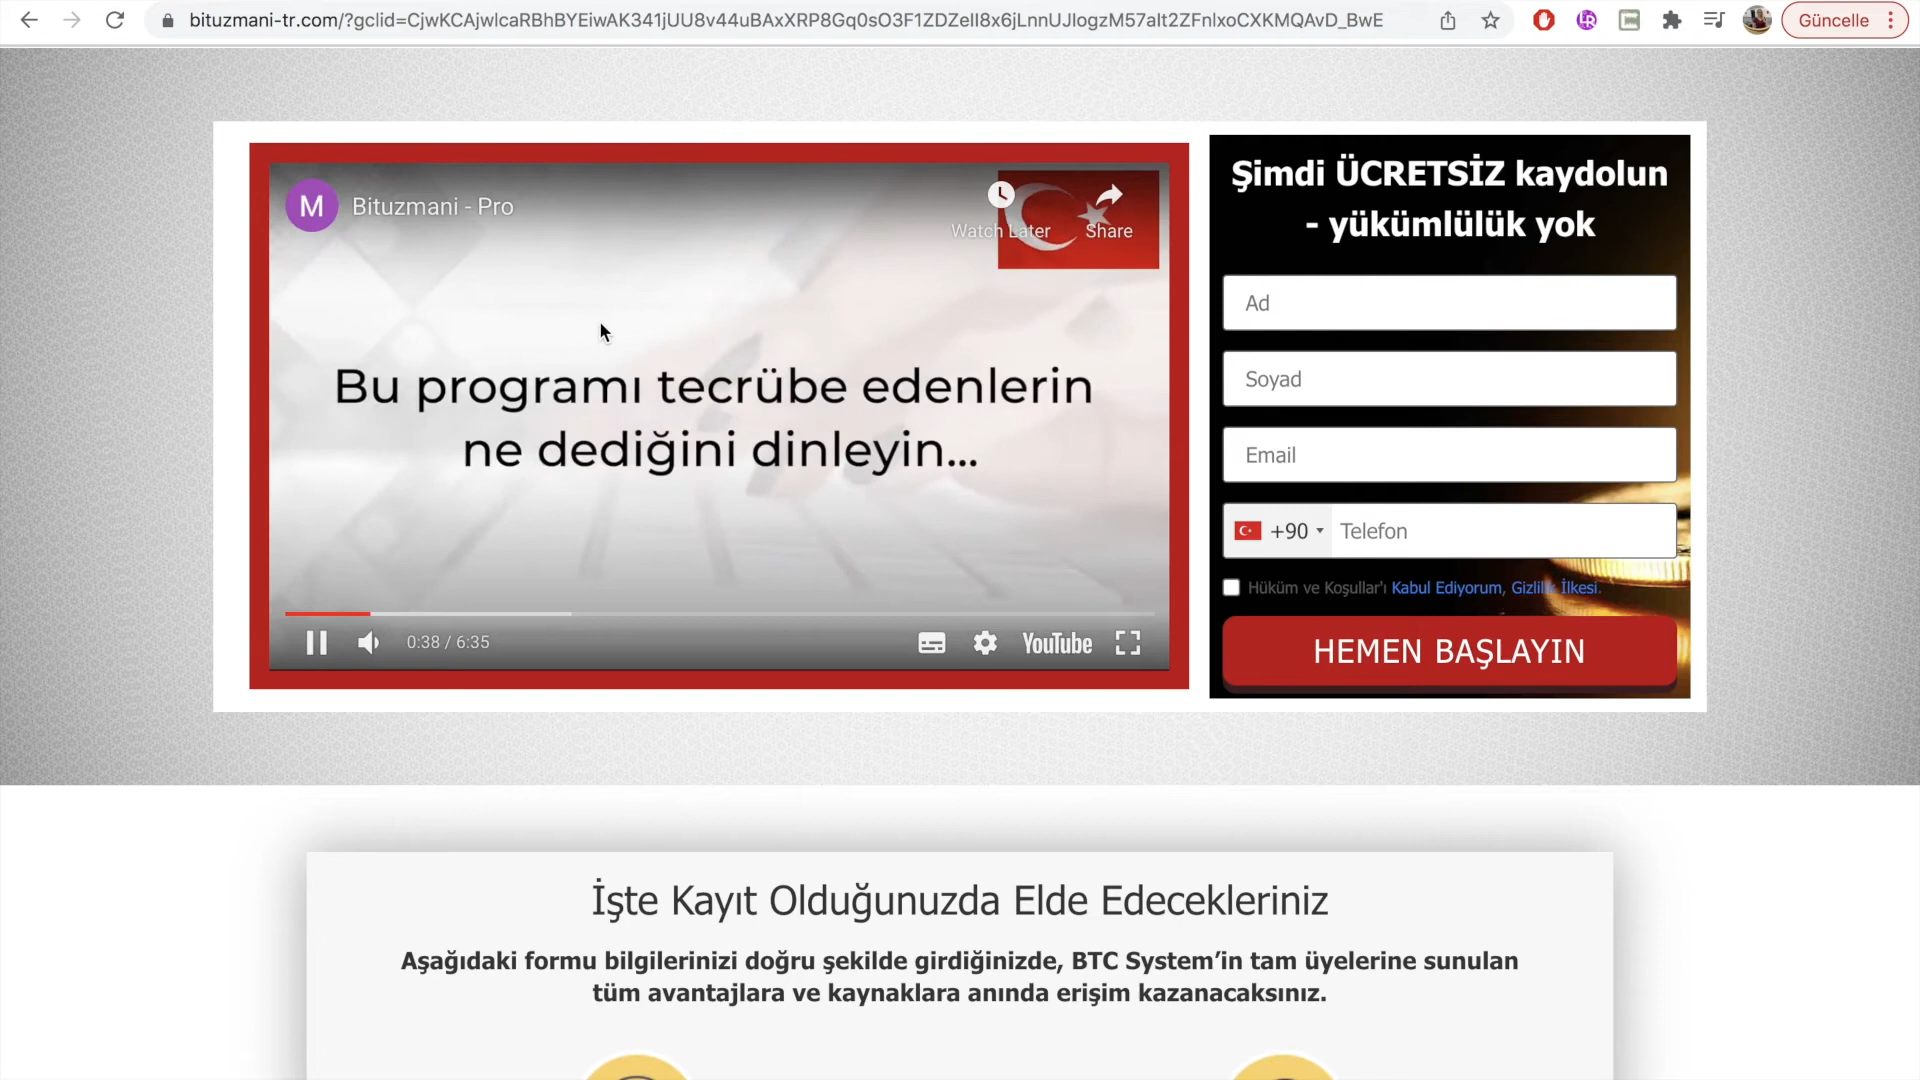 bituzmani-tr.com/?gclid=CjwKCAjwlcaRBhBYEiwAK341jUU8v44uBAxXRP8Gq0sO3F1ZDZeII8x6jLnnUJlogzM57alt2ZFnlxoCXKMQAvD_BwE
Güncelle
M
Bituzmani - Pro
Watch Later
Share
Bu programı tecrübe edenlerin
ne dediğini dinleyin...
0:38 / 6:35
YouTube
Şimdi ÜCRETSİZ kaydolun
- yükümlülük yok
Ad
Soyad
Email
+90
Telefon
Hüküm ve Koşullar'ı Kabul Ediyorum, Gizlilik İlkesi.
HEMEN BAŞLAYIN
İşte Kayıt Olduğunuzda Elde Edecekleriniz
Aşağıdaki formu bilgilerinizi doğru şekilde girdiğinizde, BTC System’in tam üyelerine sunulan
tüm avantajlara ve kaynaklara anında erişim kazanacaksınız.